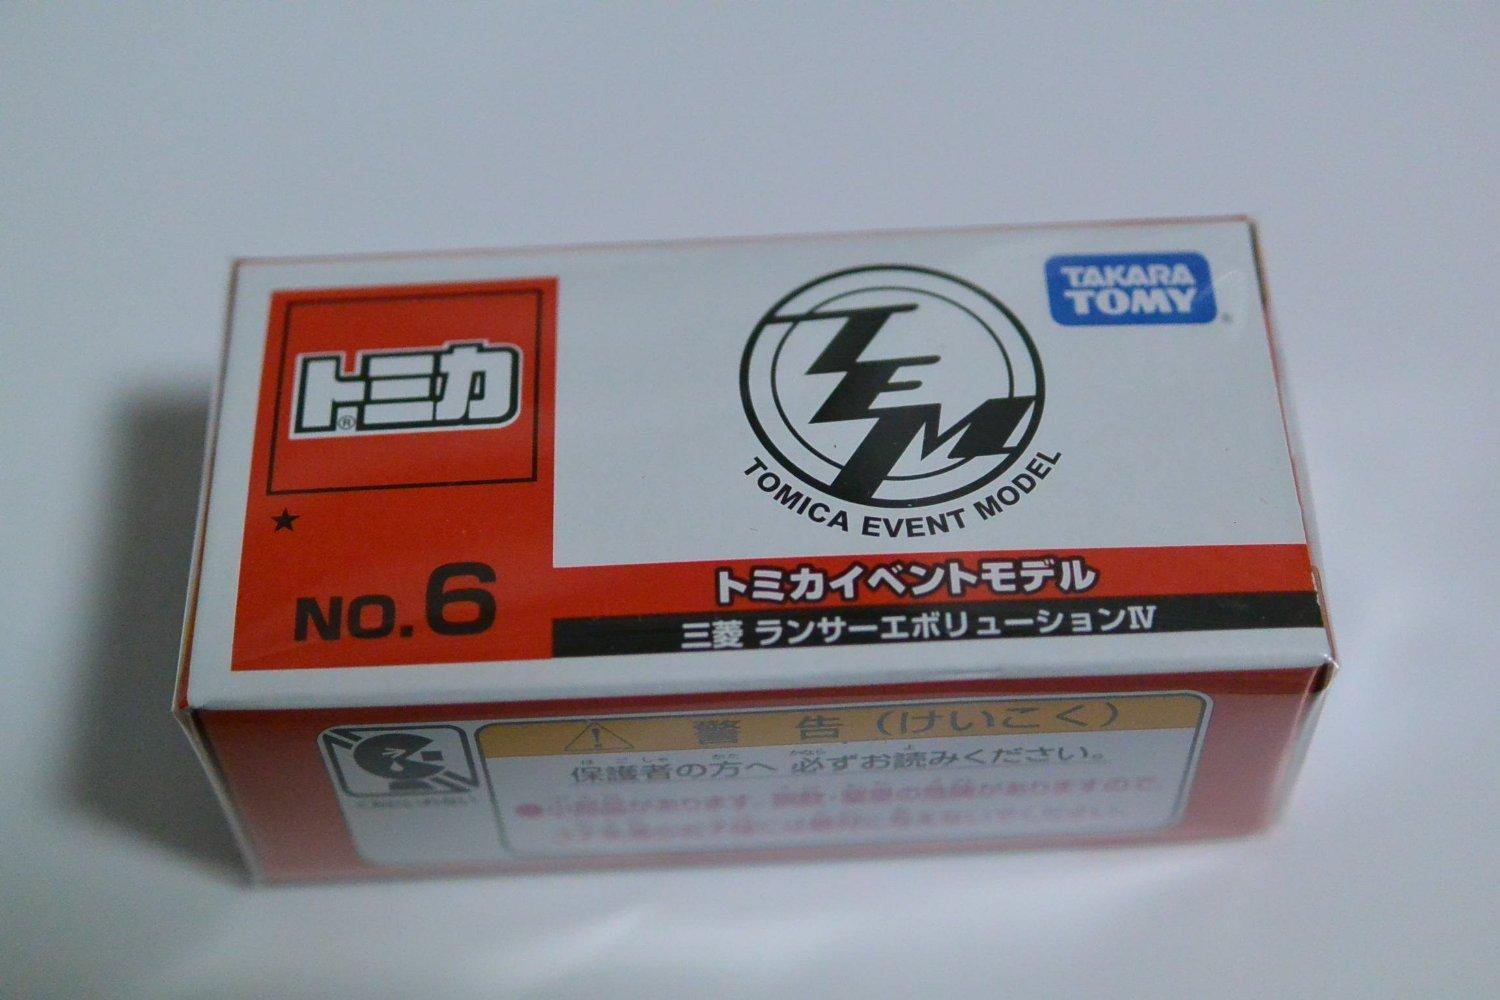 トミカ®
★
NO.6
TEM
TOMICA EVENT MODEL
TAKARA TOMY
トミカイベントモデル
三菱 ランサーエボリューションIV
警告(けいこく)
保護者の方へ 必ずお読みください。